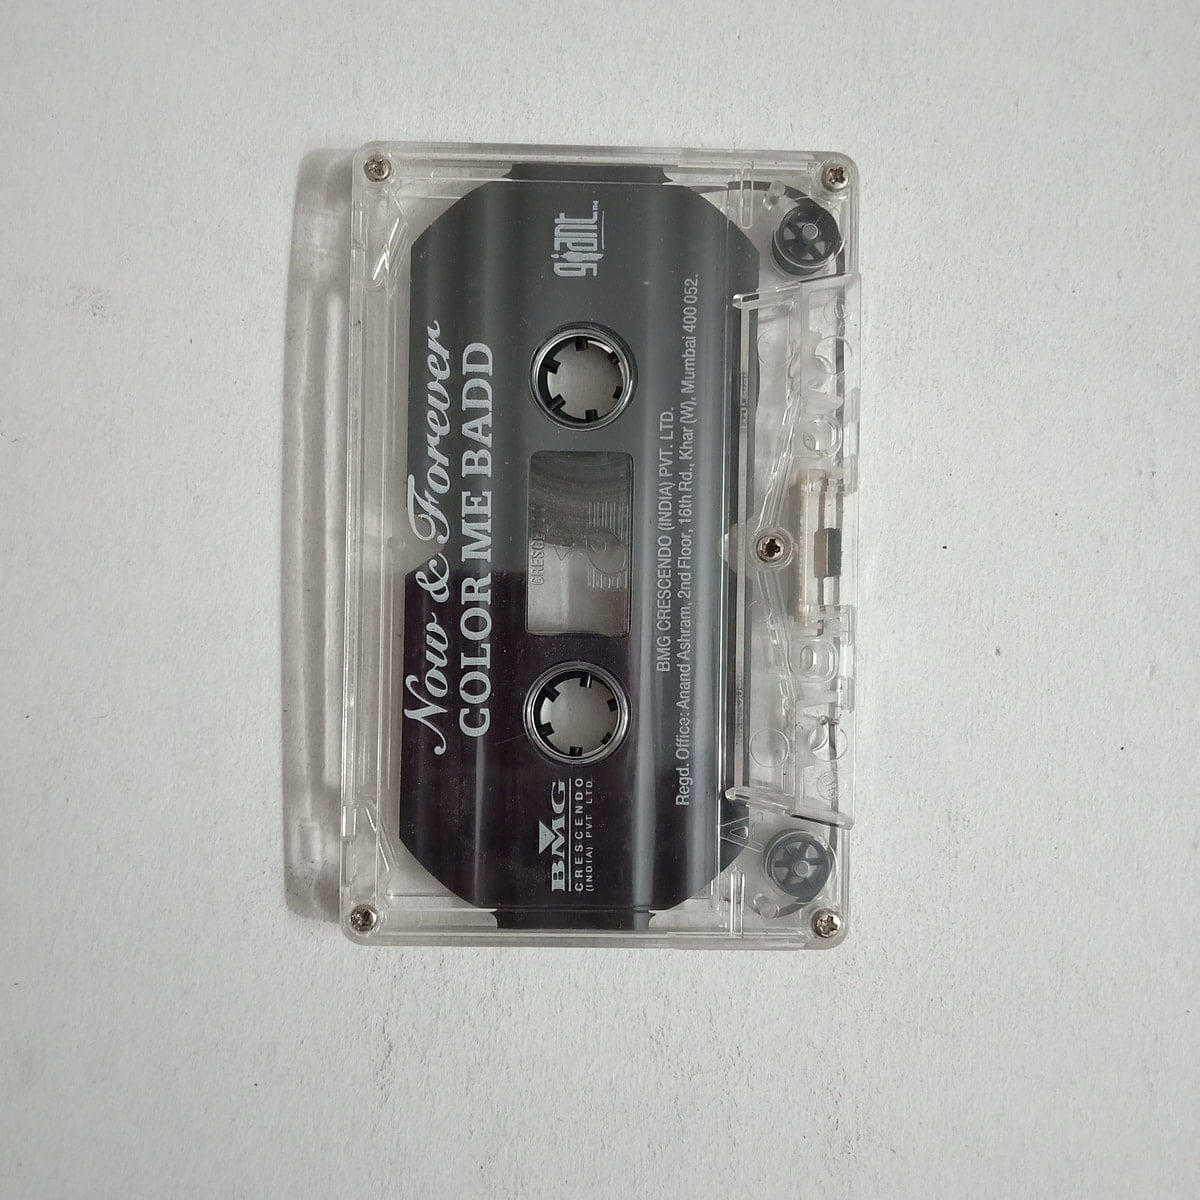 Now & Forever
COLOR ME BADD
BMG
CRESCENDO
(INDIA) PVT. LTD.
giant™
BMG CRESCENDO (INDIA) PVT. LTD.
Regd. Office: Anand Ashram, 2nd Floor, 16th Rd., Khar (W), Mumbai 400 052.
A